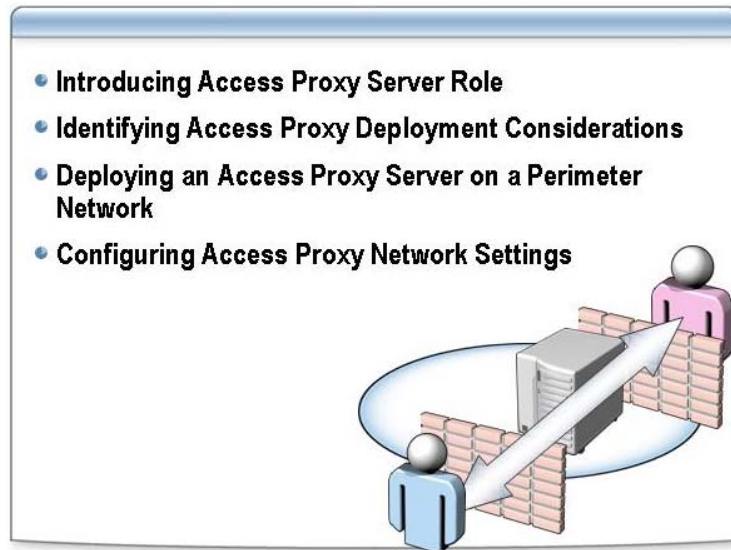 Introducing Access Proxy Server Role
Identifying Access Proxy Deployment Considerations
Deploying an Access Proxy Server on a Perimeter
Network
Configuring Access Proxy Network Settings